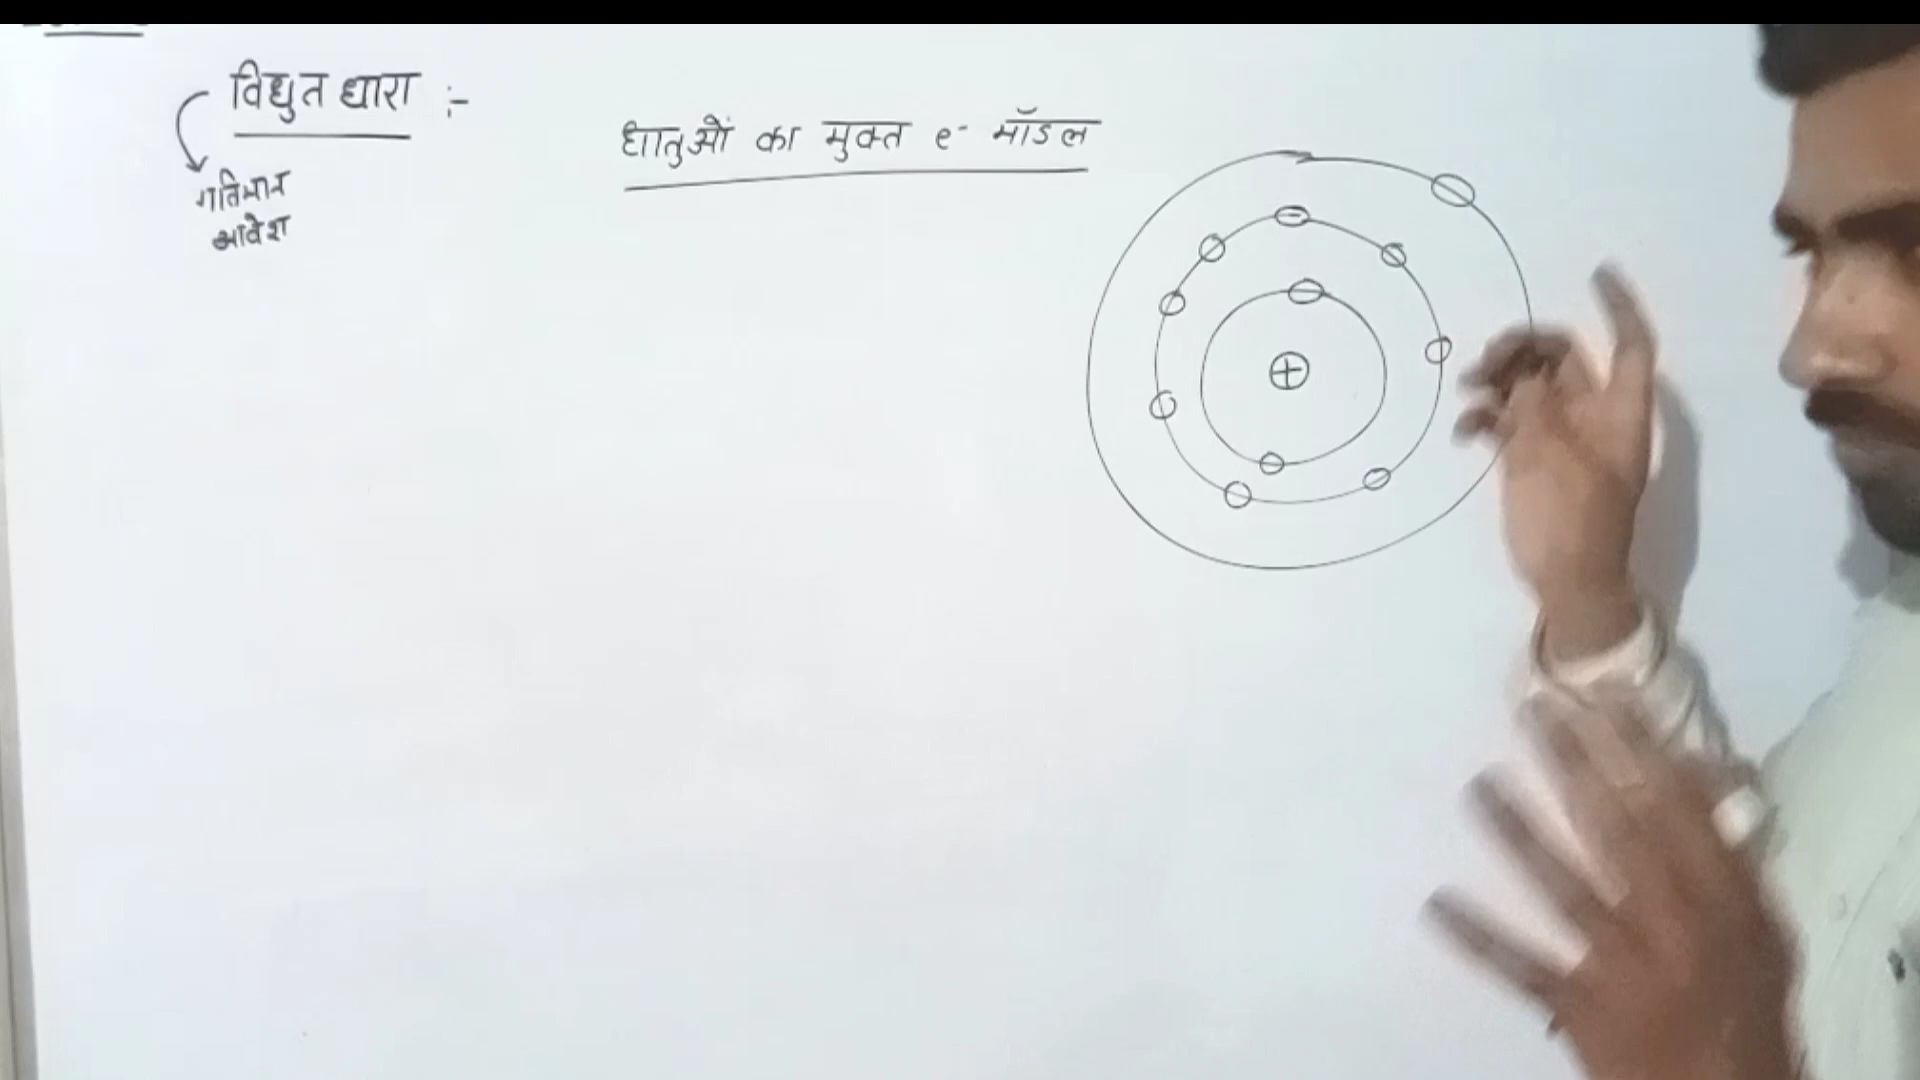 विद्युत धारा :-
धातुओं का मुक्त e- मॉडल
गतिमान
आवेश
+